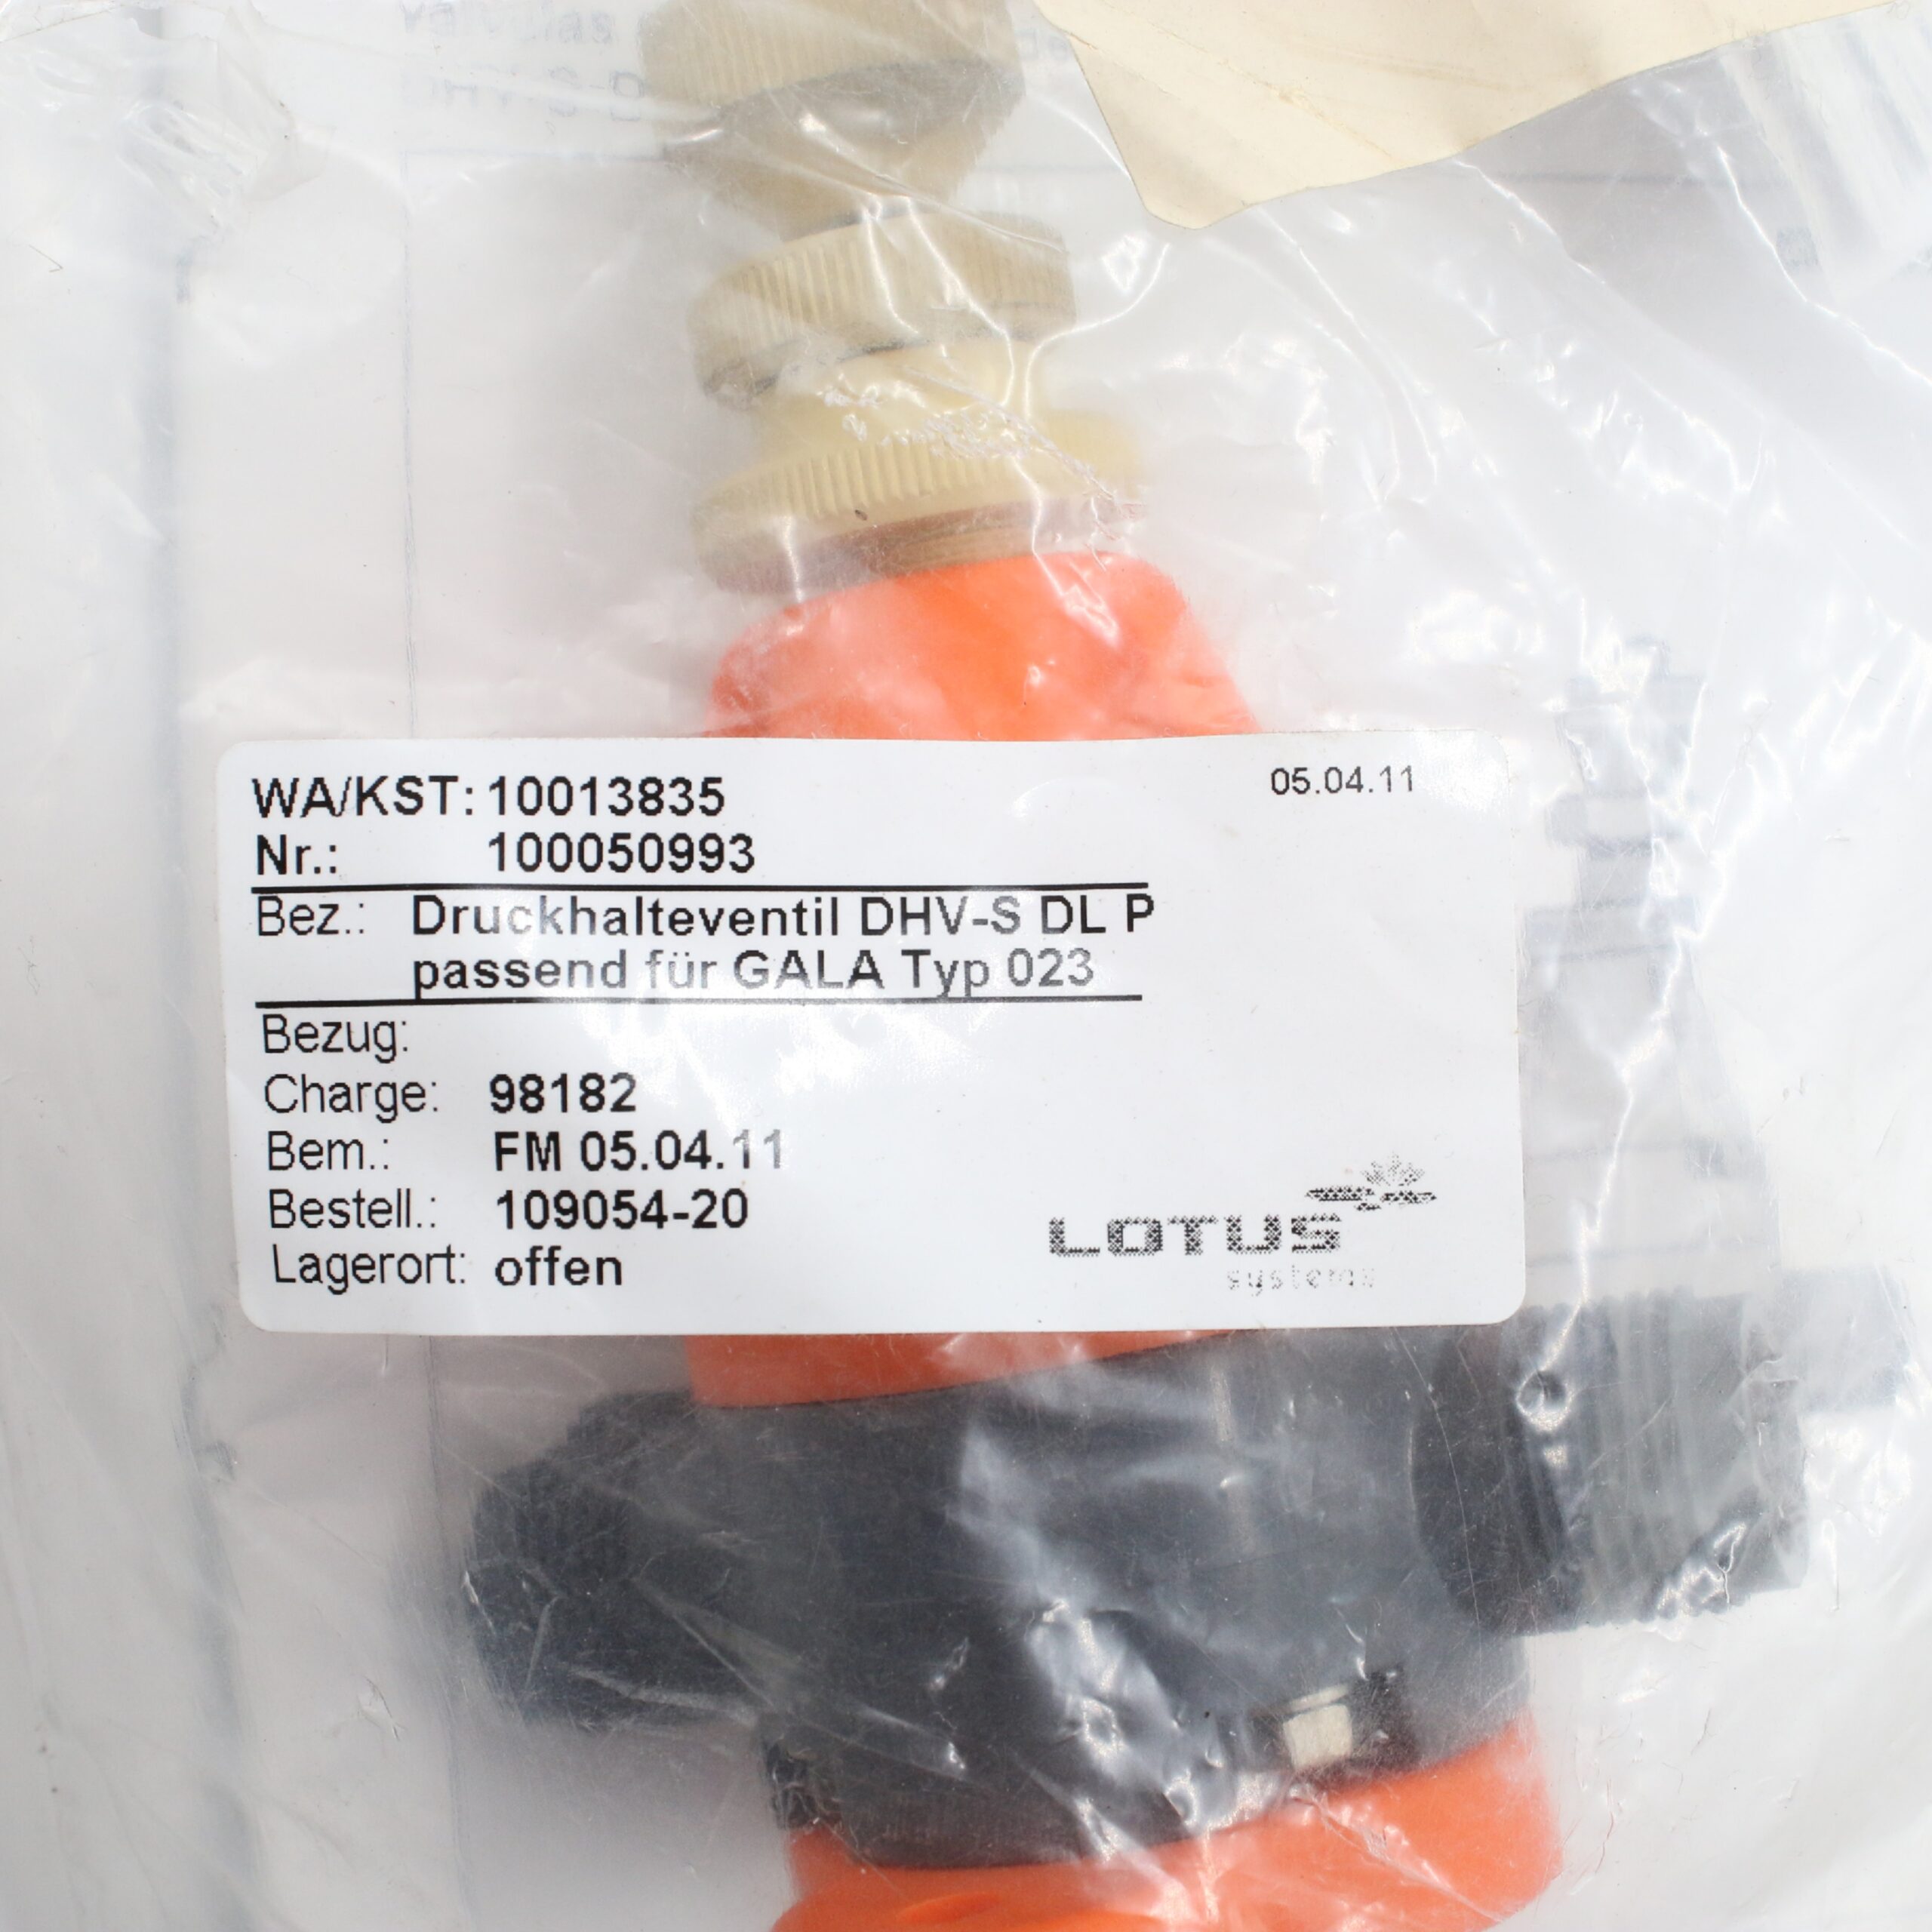 WA/KST: 10013835
05.04.11
Nr.: 100050993
Bez.: Druckhalteventil DHV-S DL P
passend für GALA Typ 023
Bezug:
Charge: 98182
Bem.: FM 05.04.11
Bestell.: 109054-20
Lagerort: offen
LOTUS
systems